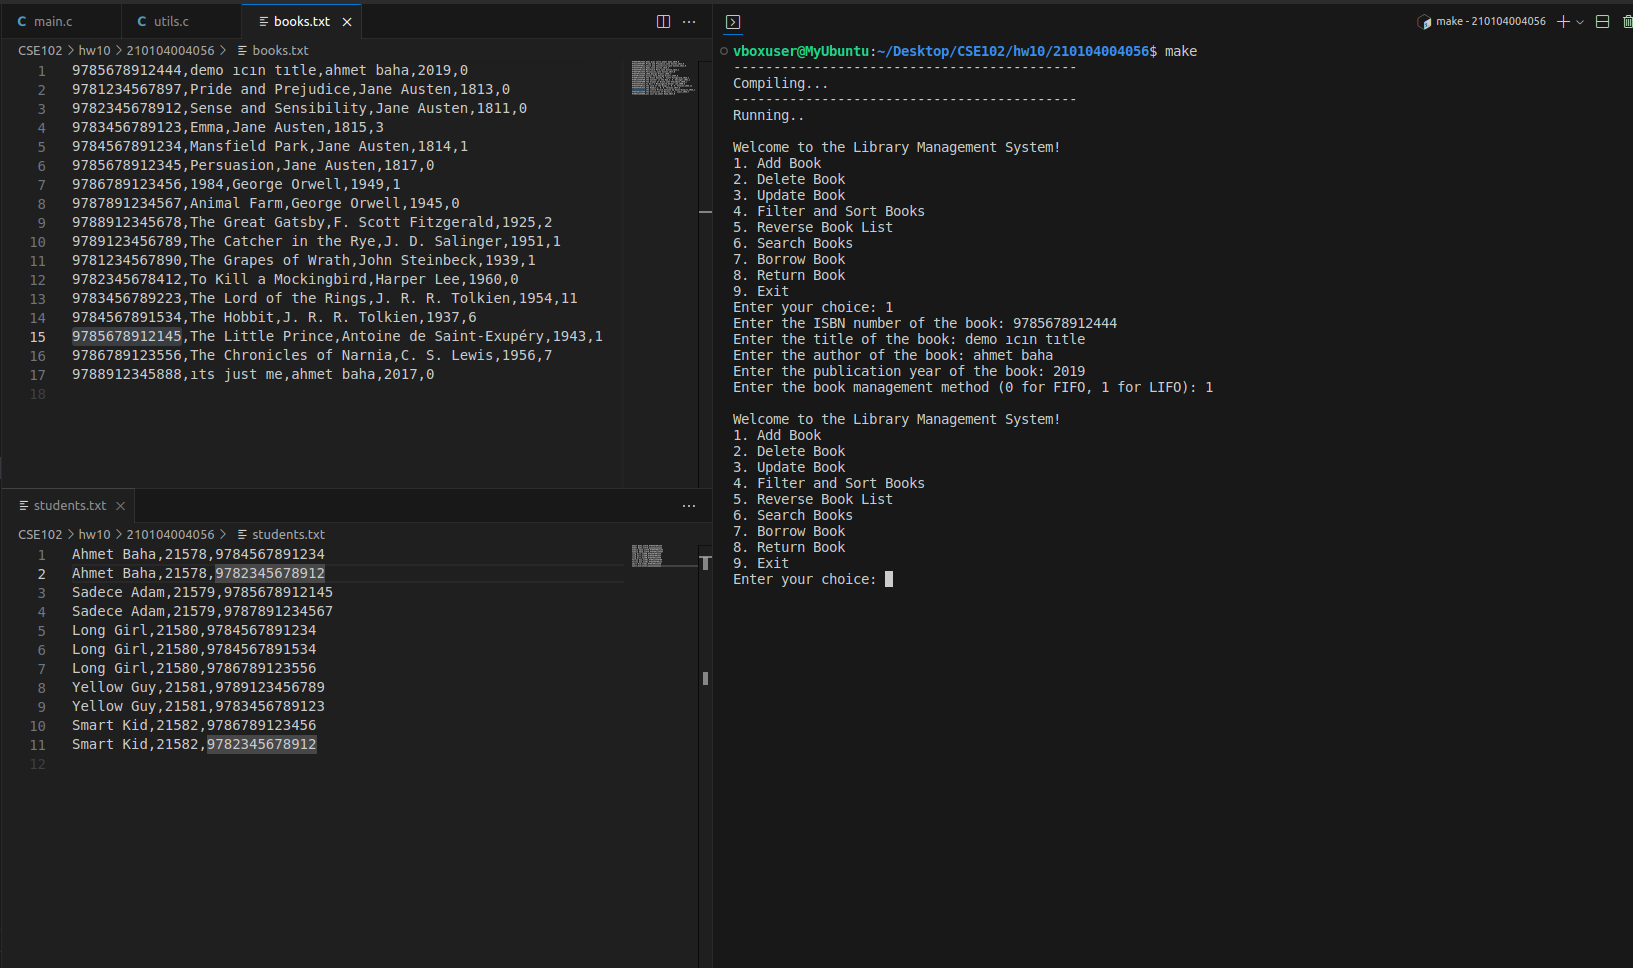 main.c
utils.c
books.txt
CSE102 > hw10 > 210104004056 > books.txt
1 9785678912444,demo ıcın tıtle,ahmet baha,2019,0
2 9781234567897,Pride and Prejudice,Jane Austen,1813,0
3 9782345678912,Sense and Sensibility,Jane Austen,1811,0
4 9783456789123,Emma,Jane Austen,1815,3
5 9784567891234,Mansfield Park,Jane Austen,1814,1
6 9785678912345,Persuasion,Jane Austen,1817,0
7 9786789123456,1984,George Orwell,1949,1
8 9787891234567,Animal Farm,George Orwell,1945,0
9 9788912345678,The Great Gatsby,F. Scott Fitzgerald,1925,2
10 9789123456789,The Catcher in the Rye,J. D. Salinger,1951,1
11 9781234567890,The Grapes of Wrath,John Steinbeck,1939,1
12 9782345678412,To Kill a Mockingbird,Harper Lee,1960,0
13 9783456789223,The Lord of the Rings,J. R. R. Tolkien,1954,11
14 9784567891534,The Hobbit,J. R. R. Tolkien,1937,6
15 9785678912145,The Little Prince,Antoine de Saint-Exupéry,1943,1
16 9786789123556,The Chronicles of Narnia,C. S. Lewis,1956,7
17 9788912345888,ıts just me,ahmet baha,2017,0
18
students.txt
CSE102 > hw10 > 210104004056 > students.txt
1 Ahmet Baha,21578,9784567891234
2 Ahmet Baha,21578,9782345678912
3 Sadece Adam,21579,9785678912145
4 Sadece Adam,21579,9787891234567
5 Long Girl,21580,9784567891234
6 Long Girl,21580,9784567891534
7 Long Girl,21580,9786789123556
8 Yellow Guy,21581,9789123456789
9 Yellow Guy,21581,9783456789123
10 Smart Kid,21582,9786789123456
11 Smart Kid,21582,9782345678912
12
make - 210104004056
vboxuser@MyUbuntu:~/Desktop/CSE102/hw10/210104004056$ make
-------------------------------------------
Compiling...
-------------------------------------------
Running..
Welcome to the Library Management System!
1. Add Book
2. Delete Book
3. Update Book
4. Filter and Sort Books
5. Reverse Book List
6. Search Books
7. Borrow Book
8. Return Book
9. Exit
Enter your choice: 1
Enter the ISBN number of the book: 9785678912444
Enter the title of the book: demo ıcın tıtle
Enter the author of the book: ahmet baha
Enter the publication year of the book: 2019
Enter the book management method (0 for FIFO, 1 for LIFO): 1
Welcome to the Library Management System!
1. Add Book
2. Delete Book
3. Update Book
4. Filter and Sort Books
5. Reverse Book List
6. Search Books
7. Borrow Book
8. Return Book
9. Exit
Enter your choice: